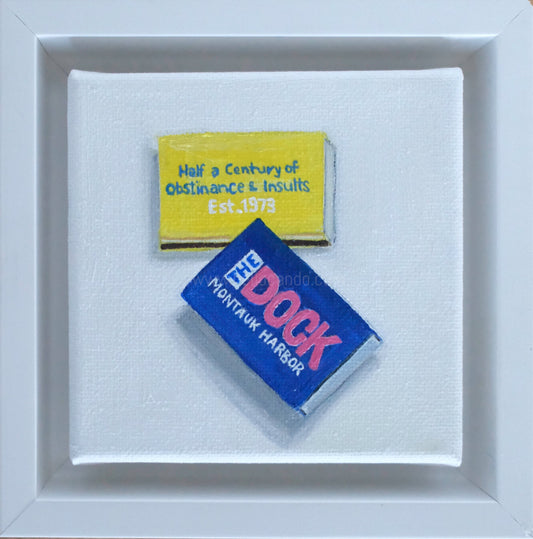 Half a Century of
Obstinance & Insults
Est. 1973
THE
DOCK
MONTAUK HARBOR